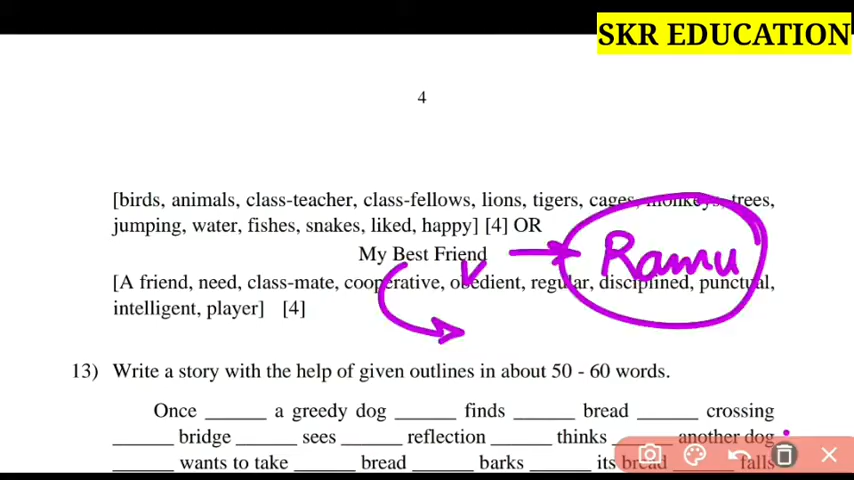 SKR EDUCATION
4
[birds, animals, class-teacher, class-fellows, lions, tigers, cages, monkeys, trees,
jumping, water, fishes, snakes, liked, happy] [4] OR
My Best Friend
Ramu
[A friend, need, class-mate, cooperative, obedient, regular, disciplined, punctual,
intelligent, player] [4]
13) Write a story with the help of given outlines in about 50 - 60 words.
Once ______ a greedy dog ______ finds ______ bread ______ crossing
______ bridge ______ sees ______ reflection ______ thinks ______ another dog
______ wants to take ______ bread ______ barks ______ its bread ______ falls